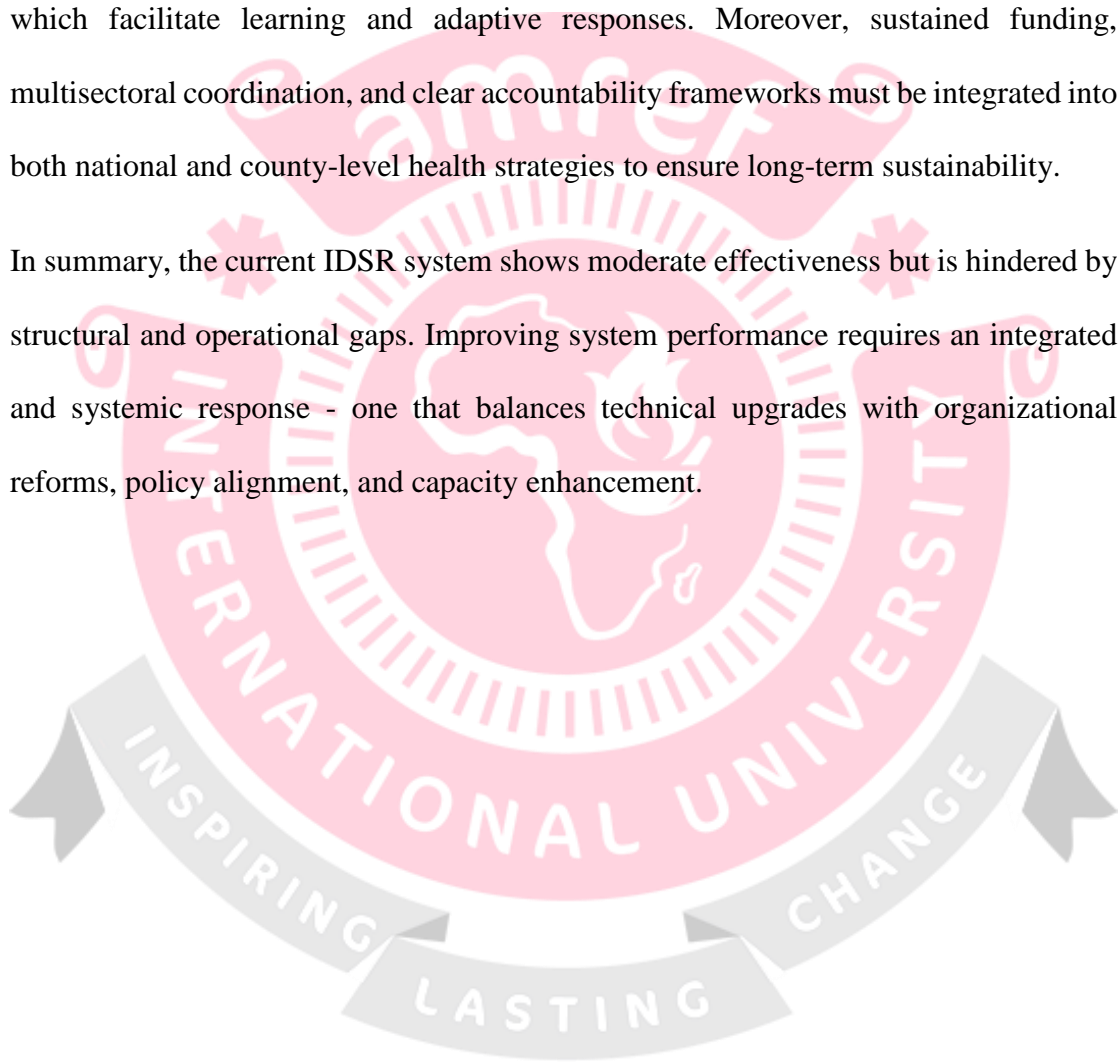 which facilitate learning and adaptive responses. Moreover, sustained funding,
multisectoral coordination, and clear accountability frameworks must be integrated into
both national and county-level health strategies to ensure long-term sustainability.
In summary, the current IDSR system shows moderate effectiveness but is hindered by
structural and operational gaps. Improving system performance requires an integrated
and systemic response - one that balances technical upgrades with organizational
reforms, policy alignment, and capacity enhancement.
amref
INTERNATIONAL UNIVERSITY
INSPIRING
LASTING
CHANGE